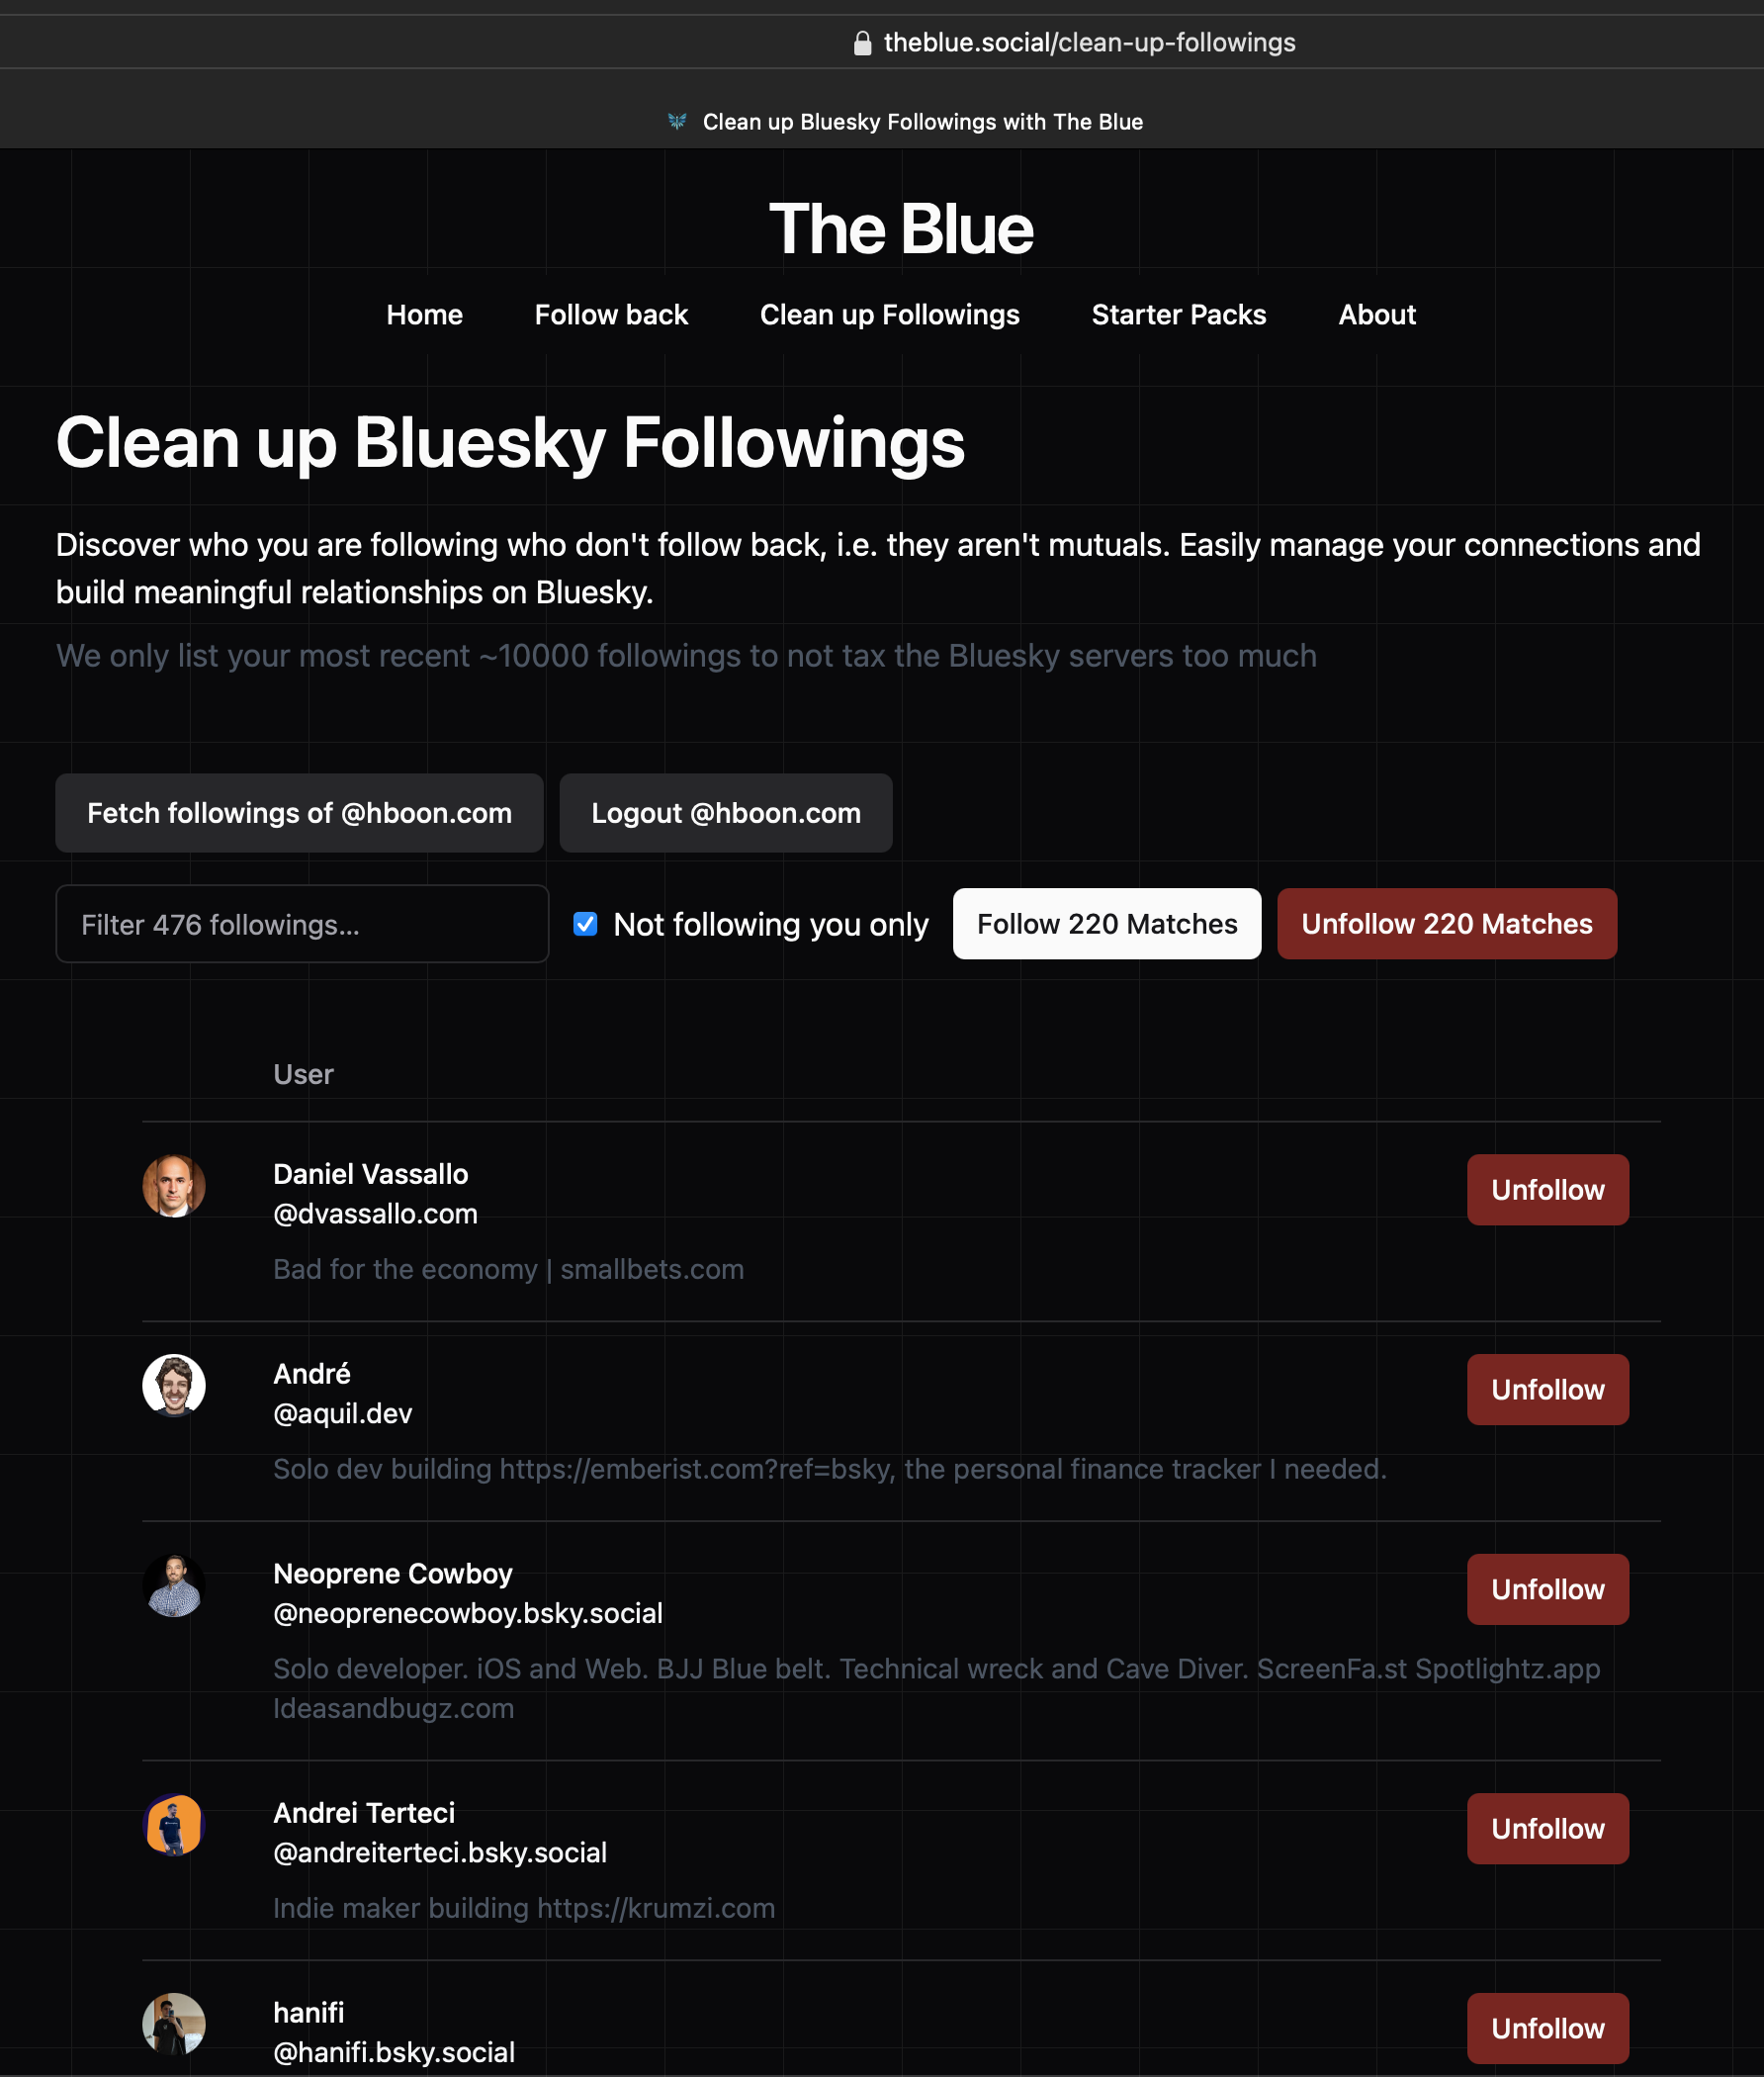 theblue.social/clean-up-followings
Clean up Bluesky Followings with The Blue
The Blue
Home Follow back Clean up Followings Starter Packs About
Clean up Bluesky Followings
Discover who you are following who don't follow back, i.e. they aren't mutuals. Easily manage your connections and
build meaningful relationships on Bluesky.
We only list your most recent ~10000 followings to not tax the Bluesky servers too much
Fetch followings of @hboon.com Logout @hboon.com
Filter 476 followings... Not following you only Follow 220 Matches Unfollow 220 Matches
User
Daniel Vassallo
@dvassallo.com
Unfollow
Bad for the economy | smallbets.com
André
@aquil.dev
Unfollow
Solo dev building https://emberist.com?ref=bsky, the personal finance tracker I needed.
Neoprene Cowboy
@neoprenecowboy.bsky.social
Unfollow
Solo developer. iOS and Web. BJJ Blue belt. Technical wreck and Cave Diver. ScreenFa.st Spotlightz.app
Ideasandbugz.com
Andrei Terteci
@andreiterteci.bsky.social
Unfollow
Indie maker building https://krumzi.com
hanifi
@hanifi.bsky.social
Unfollow